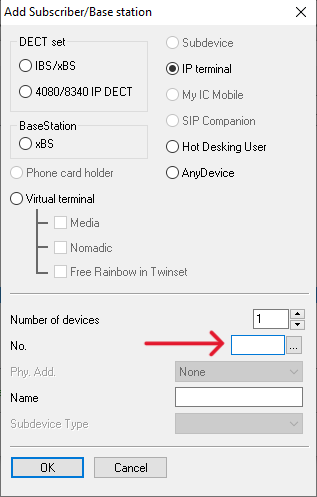 Add Subscriber/Base station
DECT set
IBS/xBS
4080/8340 IP DECT
BaseStation
xBS
Phone card holder
Virtual terminal
Media
Nomadic
Free Rainbow in Twinset
Subdevice
IP terminal
My IC Mobile
SIP Companion
Hot Desking User
AnyDevice
Number of devices 1
No. ...
Phy. Add. None
Name
Subdevice Type
OK Cancel